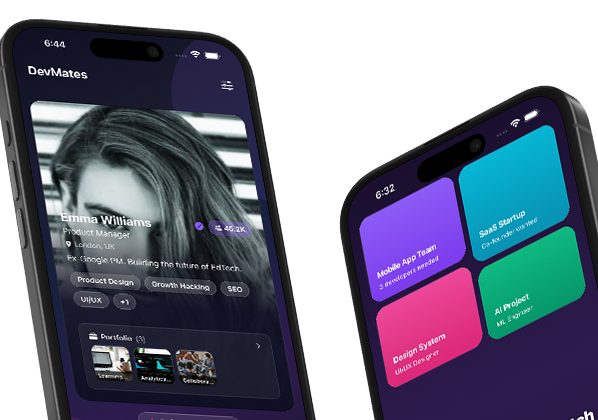 6:44
DevMates
Emma Williams
46.2K
Product Manager
London, UK
Ex-Google PM. Building the future of EdTech.
Product Design
Growth Hacking
SEO
UI/UX
+1
Portfolio (3)
Learning...
Analytics...
6:32
Mobile App Team
3 developers needed
SaaS Startup
Co-founder wanted
Design System
UI/UX Designer
AI Project
ML Engineer